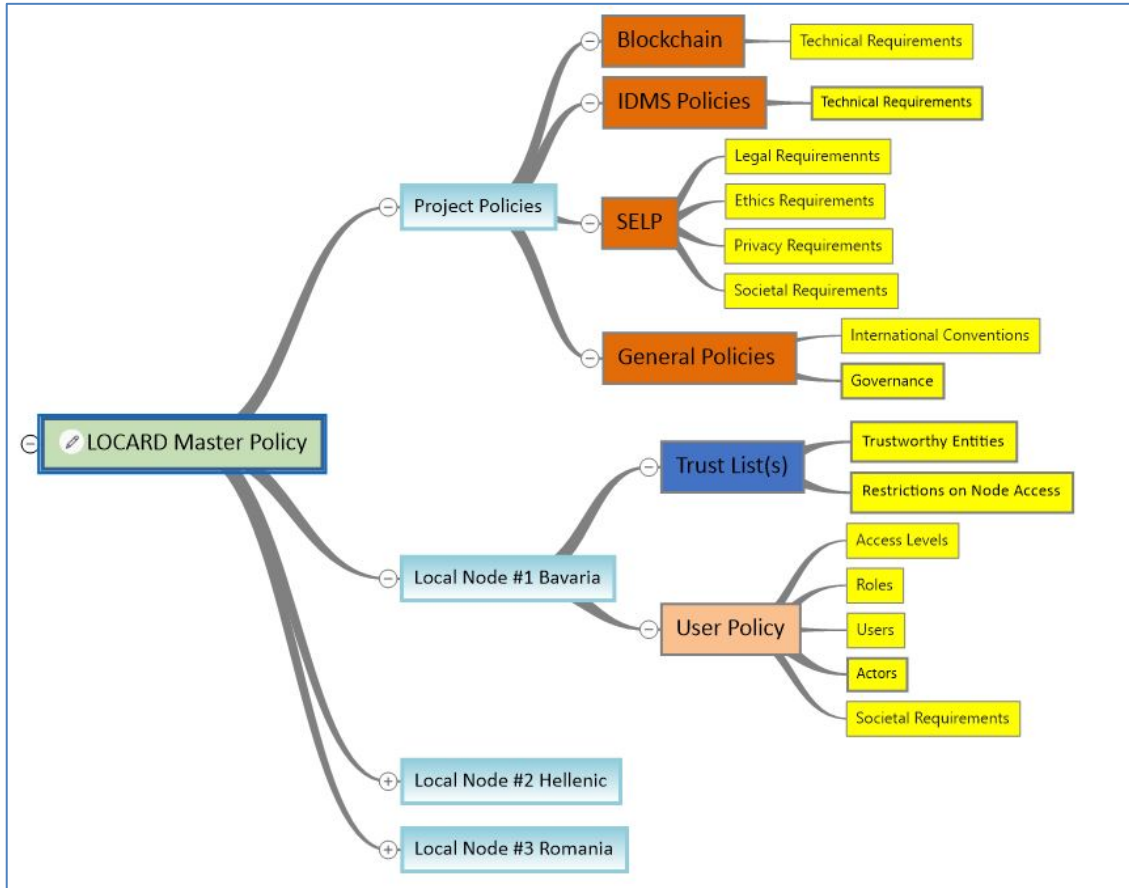 Blockchain
Technical Requirements
IDMS Policies
Technical Requirements
Project Policies
SELP
Legal Requiremennts
Ethics Requirements
Privacy Requirements
Societal Requirements
General Policies
International Conventions
Governance
LOCARD Master Policy
Local Node #1 Bavaria
Trust List(s)
Trustworthy Entities
Restrictions on Node Access
User Policy
Access Levels
Roles
Users
Actors
Societal Requirements
Local Node #2 Hellenic
Local Node #3 Romania